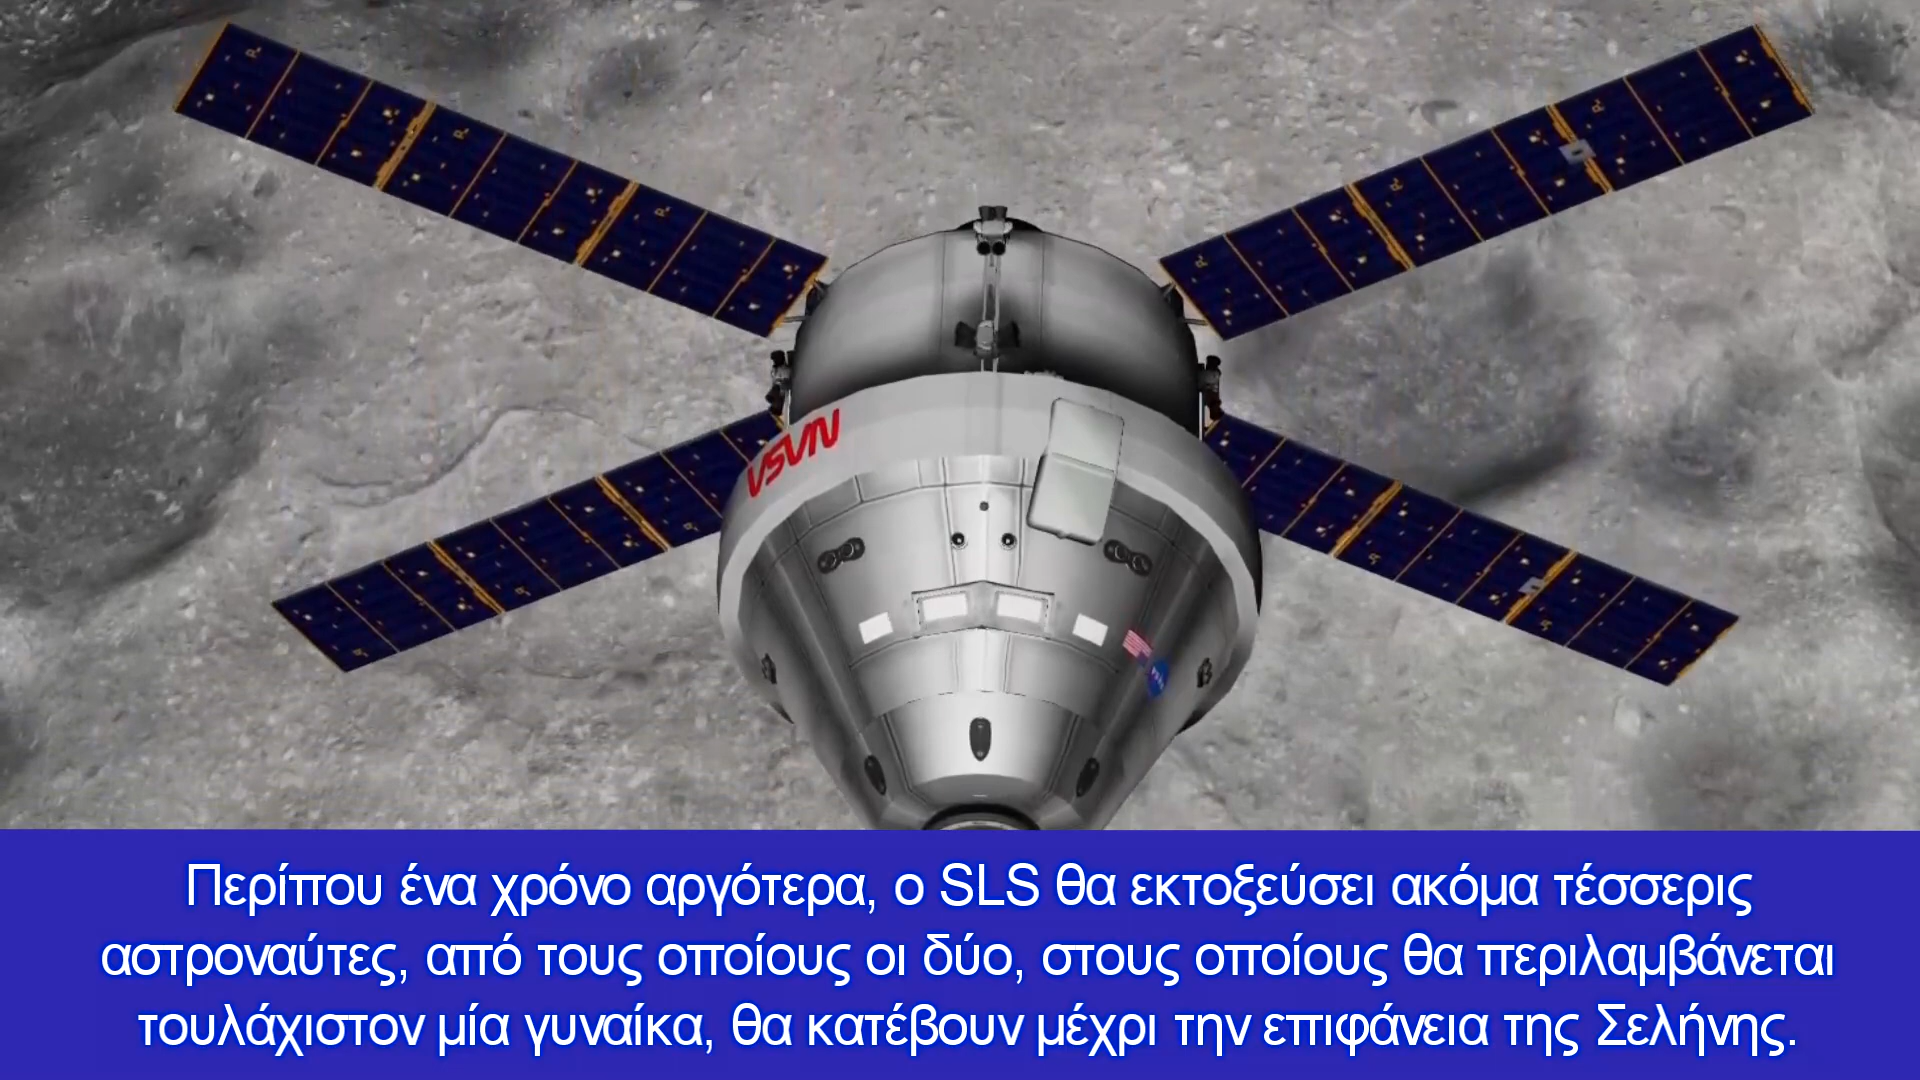 NASA
Περίπου ένα χρόνο αργότερα, ο SLS θα εκτοξεύσει ακόμα τέσσερις
αστροναύτες, από τους οποίους οι δύο, στους οποίους θα περιλαμβάνεται
τουλάχιστον μία γυναίκα, θα κατέβουν μέχρι την επιφάνεια της Σελήνης.